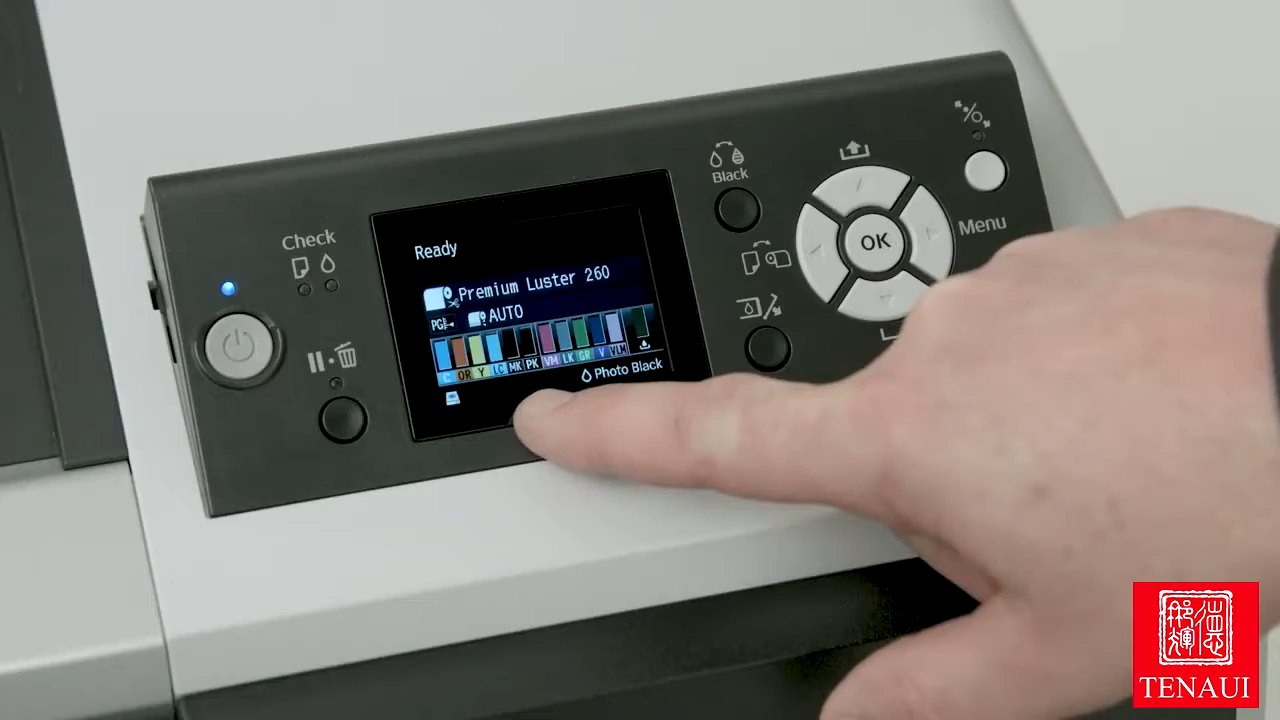 Check
Ready
Premium Luster 260
AUTO
C OR Y LC MK PK VM LK GR V VLM
Photo Black
Black
OK
Menu
TENAUI